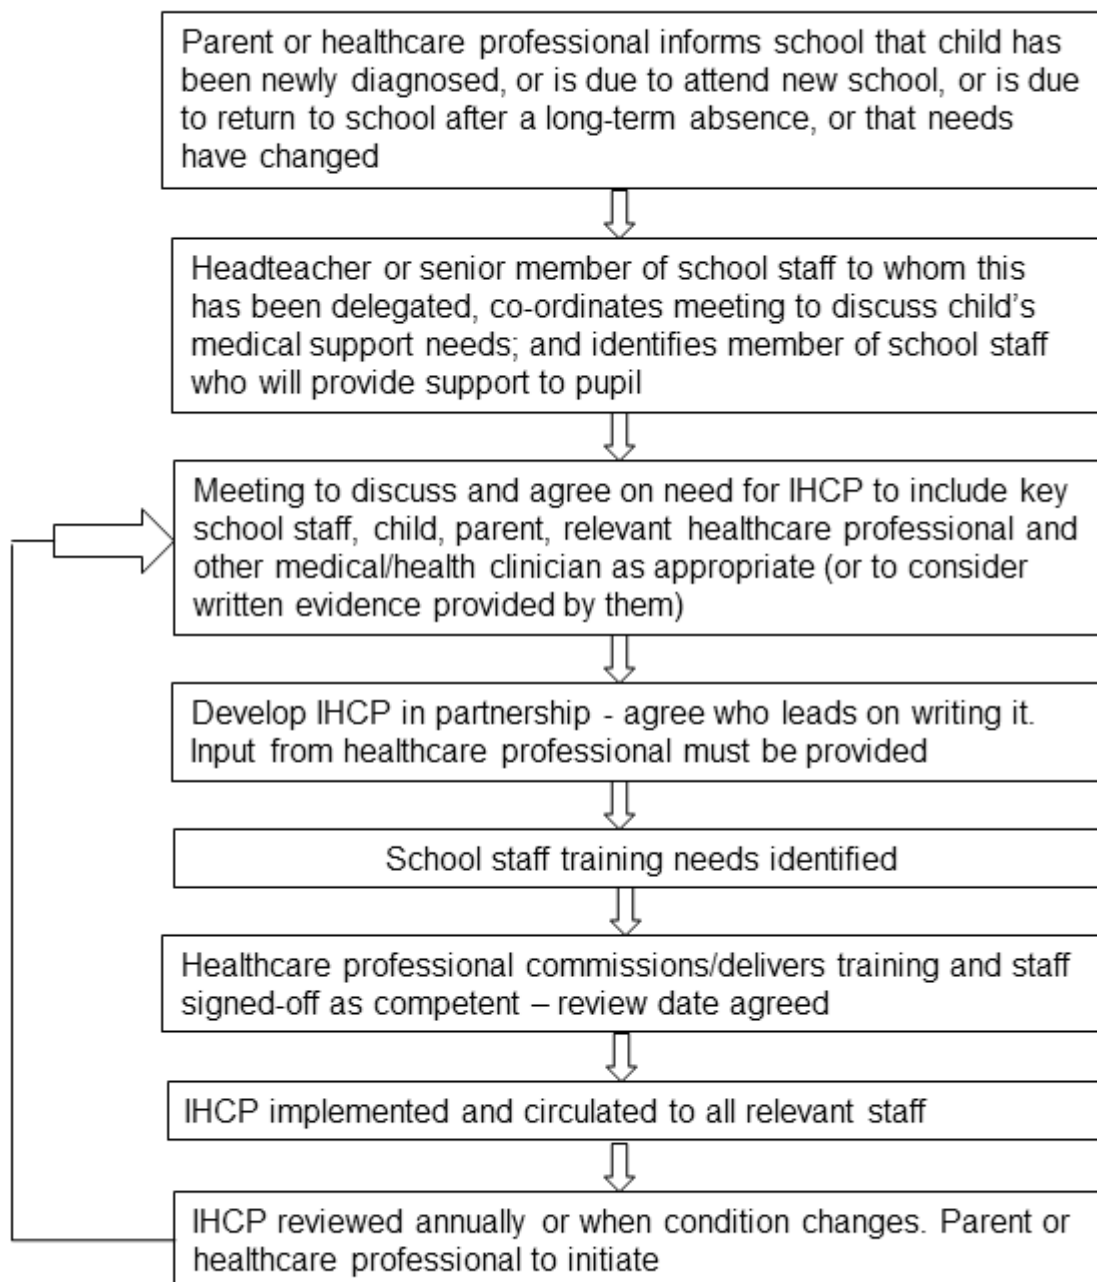 Parent or healthcare professional informs school that child has
been newly diagnosed, or is due to attend new school, or is due
to return to school after a long-term absence, or that needs
have changed
Headteacher or senior member of school staff to whom this
has been delegated, co-ordinates meeting to discuss child’s
medical support needs; and identifies member of school staff
who will provide support to pupil
Meeting to discuss and agree on need for IHCP to include key
school staff, child, parent, relevant healthcare professional and
other medical/health clinician as appropriate (or to consider
written evidence provided by them)
Develop IHCP in partnership - agree who leads on writing it.
Input from healthcare professional must be provided
School staff training needs identified
Healthcare professional commissions/delivers training and staff
signed-off as competent – review date agreed
IHCP implemented and circulated to all relevant staff
IHCP reviewed annually or when condition changes. Parent or
healthcare professional to initiate